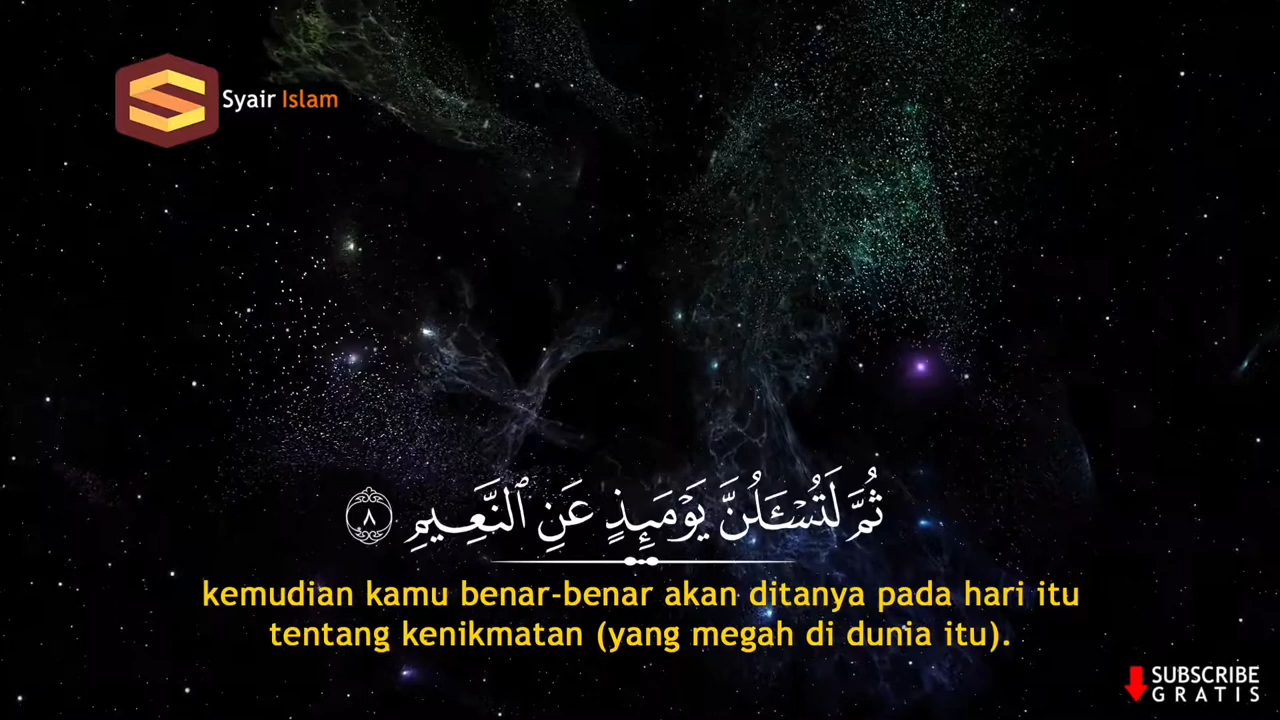 Syair Islam
ثُمَّ لَتُسْـَٔلُنَّ يَوْمَئِذٍ عَنِ ٱلنَّعِيمِ ٨
kemudian kamu benar-benar akan ditanya pada hari itu
tentang kenikmatan (yang megah di dunia itu).
SUBSCRIBE
GRATIS